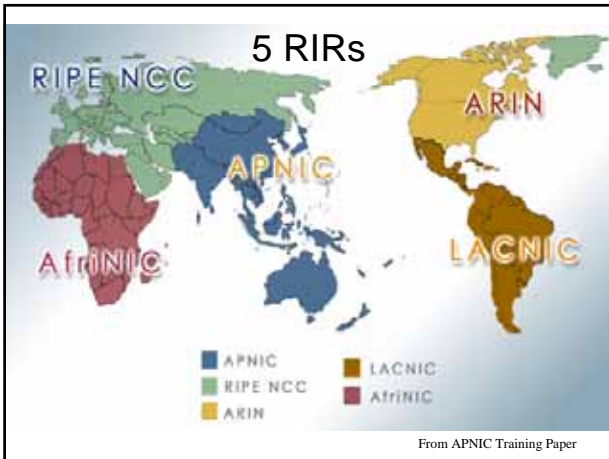 5 RIRs
RIPE NCC
ARIN
APNIC
AfriNIC
LACNIC
APNIC
RIPE NCC
ARIN
LACNIC
AfriNIC
From APNIC Training Paper